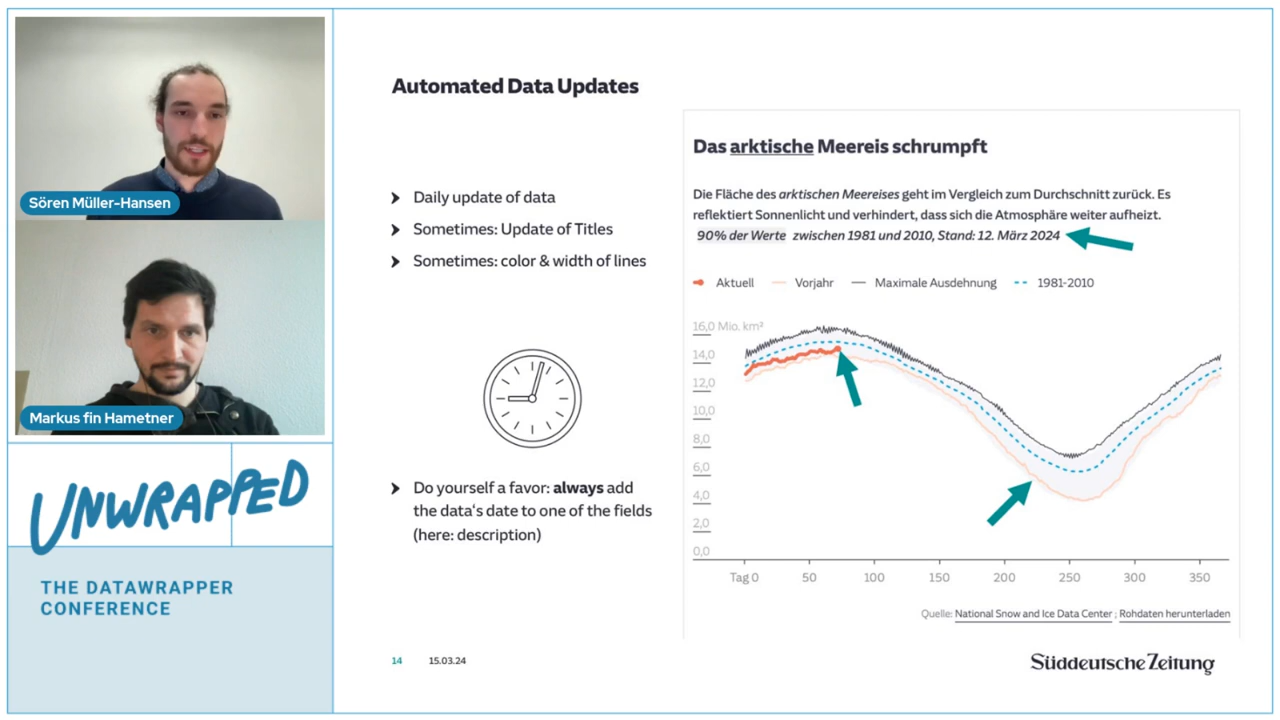 Sören Müller-Hansen
Markus fin Hametner
UNWRAPPED
THE DATAWRAPPER
CONFERENCE
Automated Data Updates
Daily update of data
Sometimes: Update of Titles
Sometimes: color & width of lines
Do yourself a favor: always add
the data's date to one of the fields
(here: description)
Das arktische Meereis schrumpft
Die Fläche des arktischen Meereises geht im Vergleich zum Durchschnitt zurück. Es
reflektiert Sonnenlicht und verhindert, dass sich die Atmosphäre weiter aufheizt.
90% der Werte zwischen 1981 und 2010, Stand: 12. März 2024
Aktuell Vorjahr Maximale Ausdehnung 1981-2010
16,0 Mio. km²
14,0
12,0
10,0
8,0
6,0
4,0
2,0
0,0
Tag 0 50 100 150 200 250 300 350
Quelle: National Snow and Ice Data Center ; Rohdaten herunterladen
14 15.03.24
Süddeutsche Zeitung